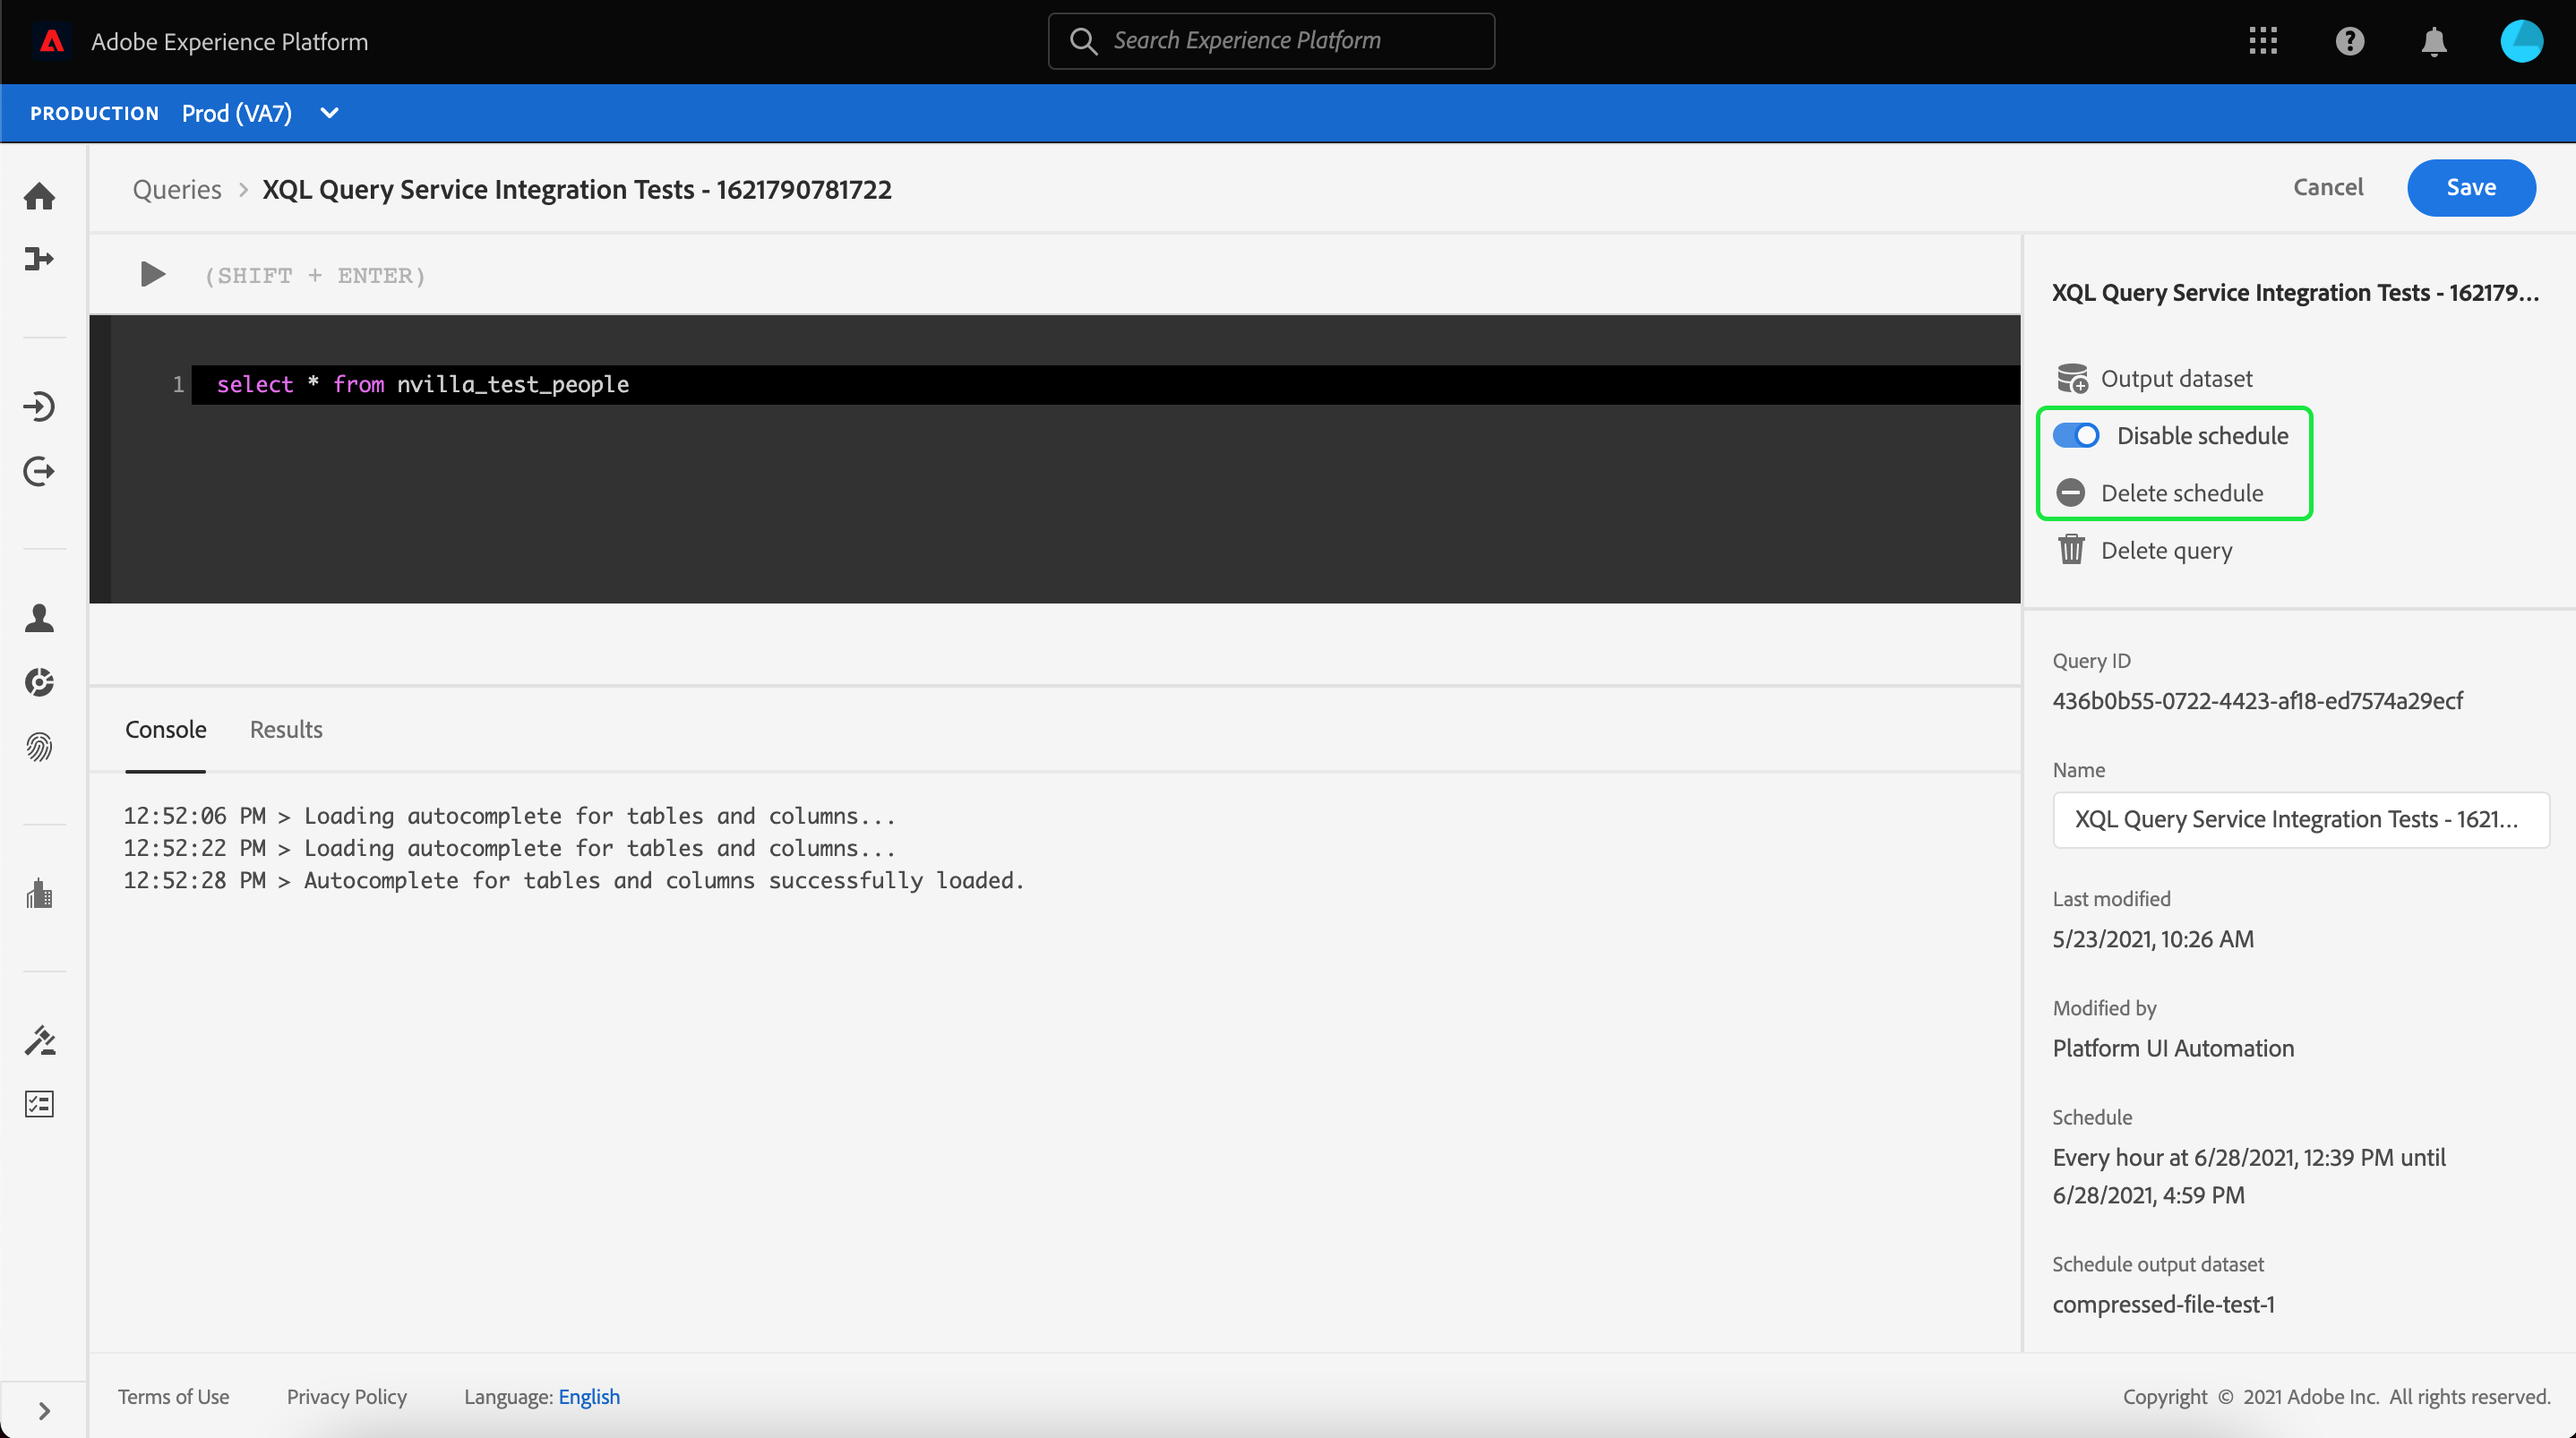 Adobe Experience Platform
Search Experience Platform
PRODUCTION Prod (VA7)
Queries > XQL Query Service Integration Tests - 1621790781722
Cancel
Save
(SHIFT + ENTER)
1 select * from nvilla_test_people
Console
Results
12:52:06 PM > Loading autocomplete for tables and columns...
12:52:22 PM > Loading autocomplete for tables and columns...
12:52:28 PM > Autocomplete for tables and columns successfully loaded.
XQL Query Service Integration Tests - 162179...
Output dataset
Disable schedule
Delete schedule
Delete query
Query ID
436b0b55-0722-4423-af18-ed7574a29ecf
Name
XQL Query Service Integration Tests - 1621...
Last modified
5/23/2021, 10:26 AM
Modified by
Platform UI Automation
Schedule
Every hour at 6/28/2021, 12:39 PM until
6/28/2021, 4:59 PM
Schedule output dataset
compressed-file-test-1
Terms of Use
Privacy Policy
Language: English
Copyright © 2021 Adobe Inc. All rights reserved.